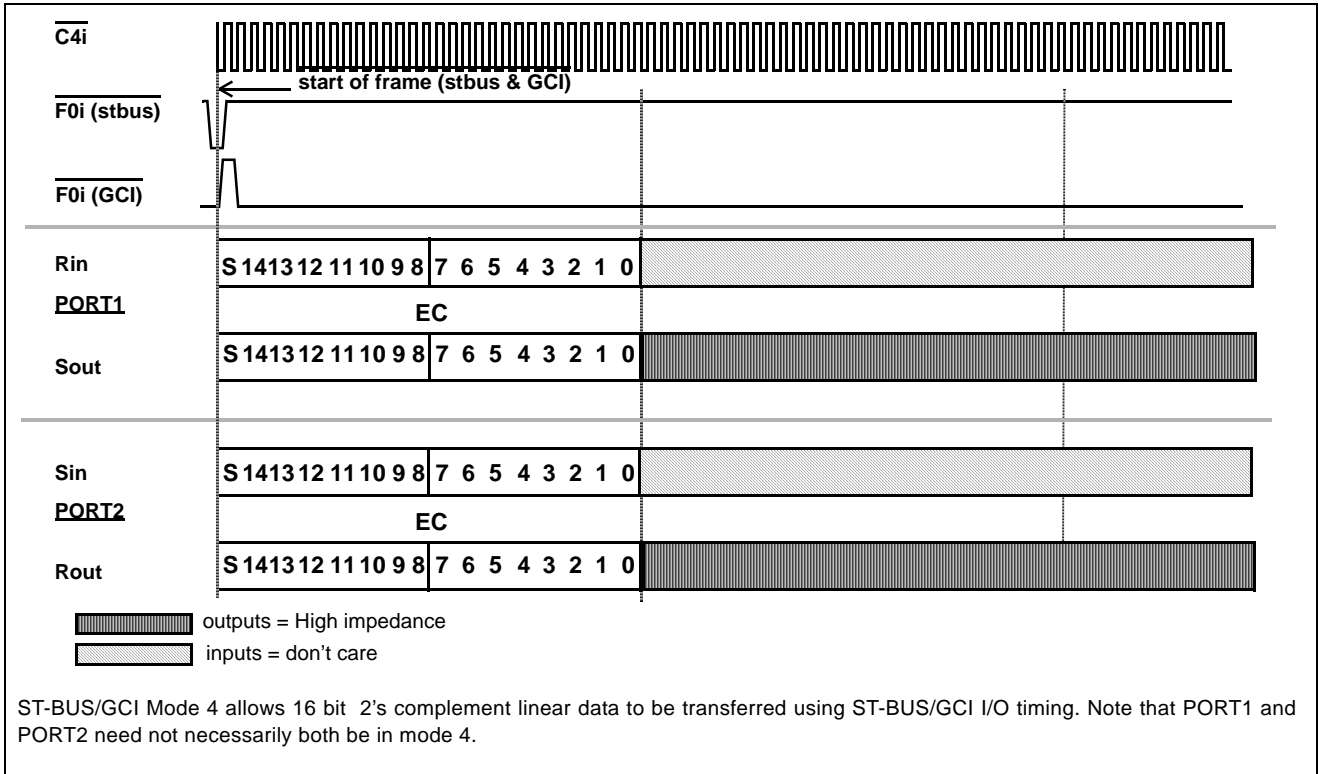 C4i
start of frame (stbus & GCI)
F0i (stbus)
F0i (GCI)
Rin
S 14 13 12 11 10 9 8 7 6 5 4 3 2 1 0
PORT1
EC
Sout
S 14 13 12 11 10 9 8 7 6 5 4 3 2 1 0
Sin
S 14 13 12 11 10 9 8 7 6 5 4 3 2 1 0
PORT2
EC
Rout
S 14 13 12 11 10 9 8 7 6 5 4 3 2 1 0
outputs = High impedance
inputs = don't care
ST-BUS/GCI Mode 4 allows 16 bit 2's complement linear data to be transferred using ST-BUS/GCI I/O timing. Note that PORT1 and
PORT2 need not necessarily both be in mode 4.